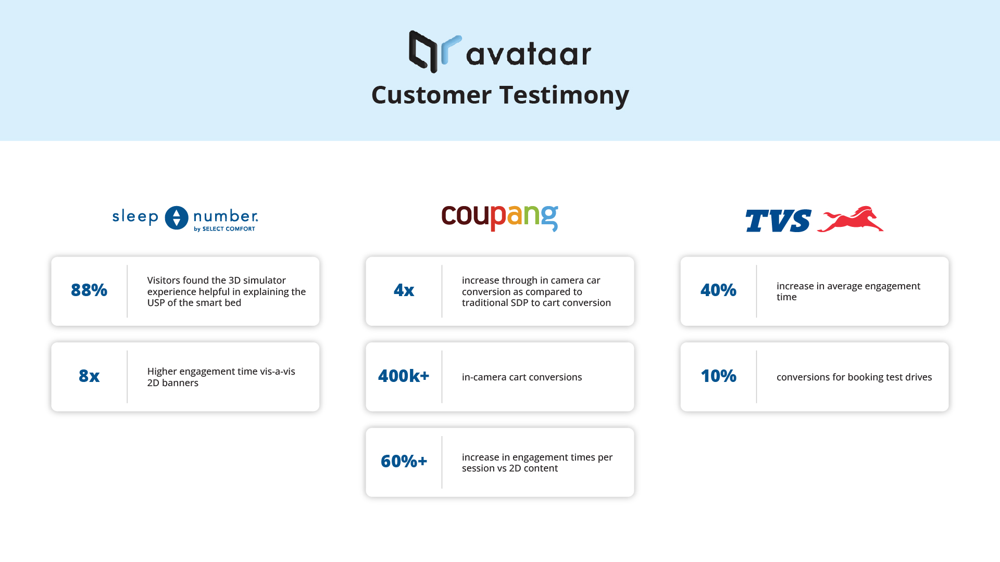 avataar
Customer Testimony
sleep number.
by SELECT COMFORT
88%
Visitors found the 3D simulator
experience helpful in explaining the
USP of the smart bed
8x
Higher engagement time vis-a-vis
2D banners
coupang
4x
increase through in camera car
conversion as compared to
traditional SDP to cart conversion
400k+
in-camera cart conversions
60%+
increase in engagement times per
session vs 2D content
TVS
40%
increase in average engagement
time
10%
conversions for booking test drives